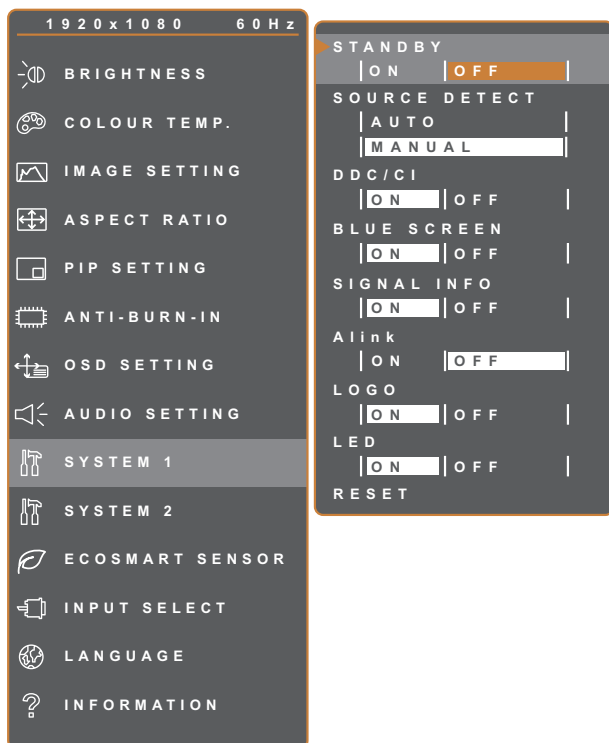 1920x1080 60Hz
BRIGHTNESS
COLOUR TEMP.
IMAGE SETTING
ASPECT RATIO
PIP SETTING
ANTI-BURN-IN
OSD SETTING
AUDIO SETTING
SYSTEM 1
SYSTEM 2
ECOSMART SENSOR
INPUT SELECT
LANGUAGE
INFORMATION
STANDBY
ON OFF
SOURCE DETECT
AUTO
MANUAL
DDC/CI
ON OFF
BLUE SCREEN
ON OFF
SIGNAL INFO
ON OFF
Alink
ON OFF
LOGO
ON OFF
LED
ON OFF
RESET